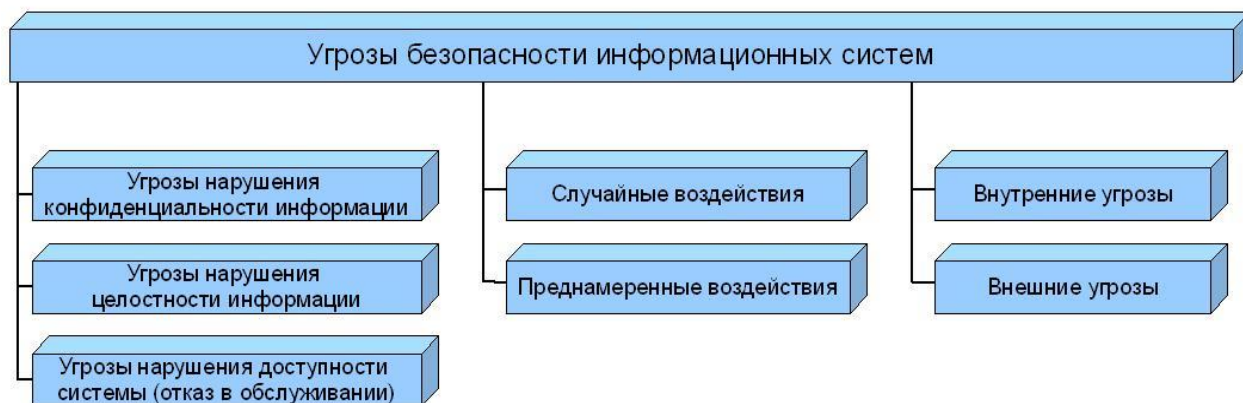 Угрозы безопасности информационных систем
Угрозы нарушения
конфиденциальности информации
Угрозы нарушения
целостности информации
Угрозы нарушения доступности
системы (отказ в обслуживании)
Случайные воздействия
Преднамеренные воздействия
Внутренние угрозы
Внешние угрозы